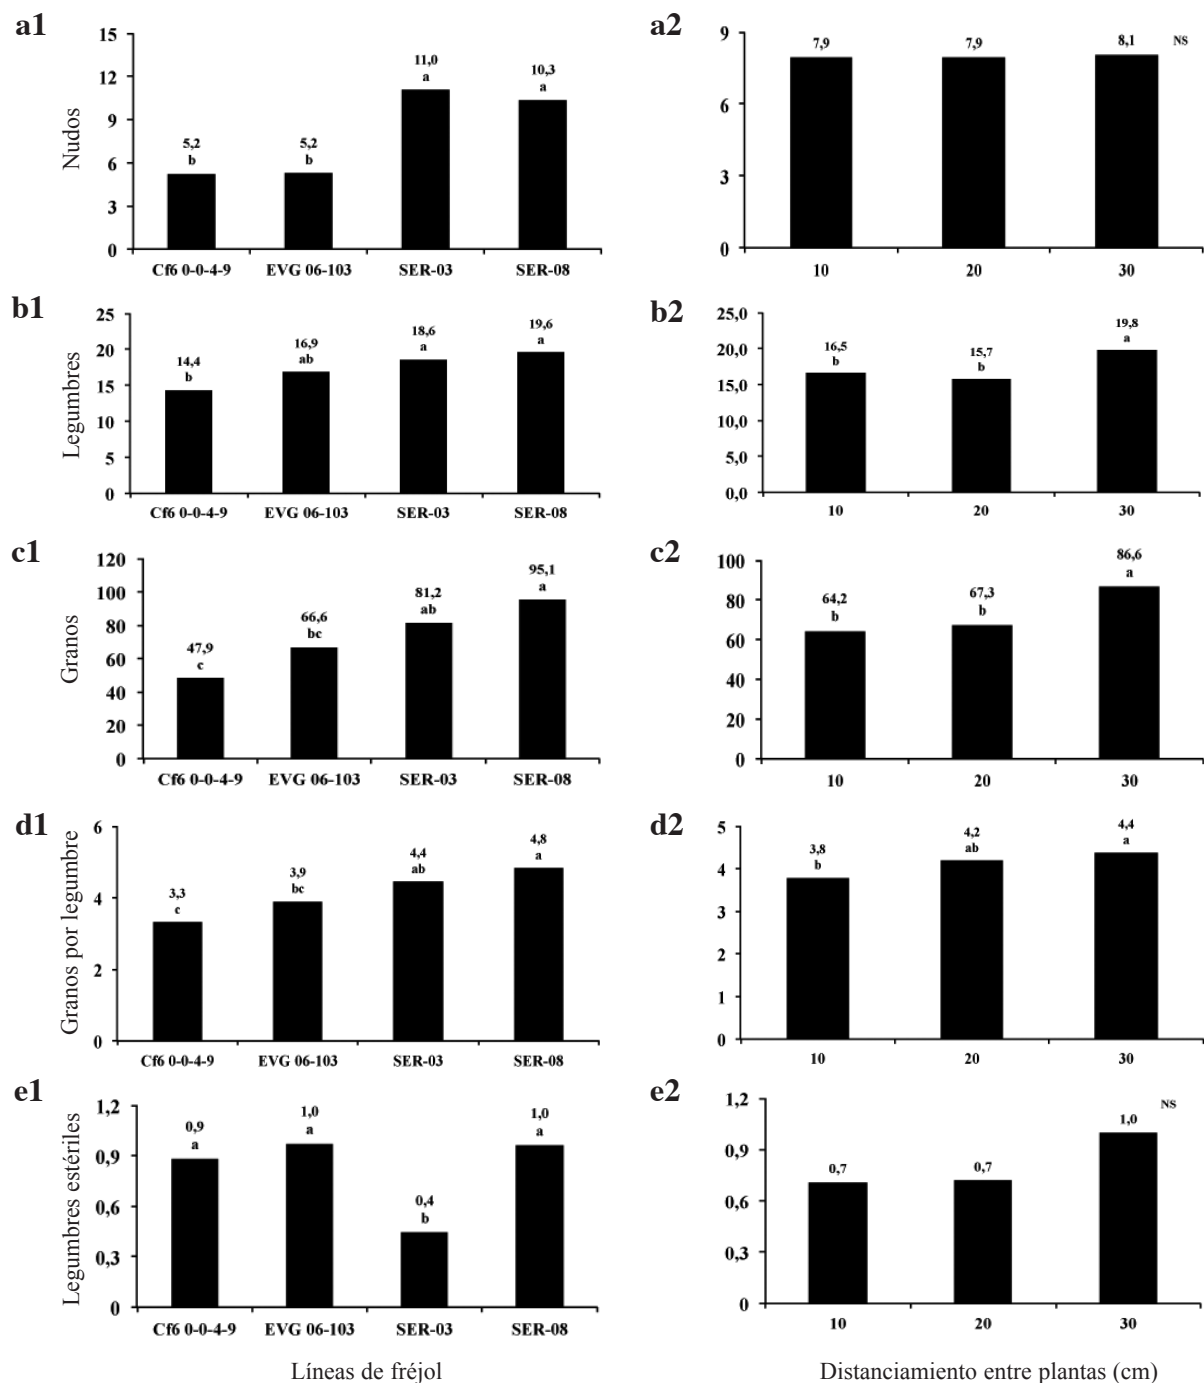 a1
Nudos
15
12
9
6
3
0
5,2
b
5,2
b
11,0
a
10,3
a
Cf6 0-0-4-9 EVG 06-103 SER-03 SER-08
a2
9
6
3
0
7,9 7,9 8,1 NS
10 20 30
b1
Legumbres
25
20
15
10
5
0
14,4
b
16,9
ab
18,6
a
19,6
a
Cf6 0-0-4-9 EVG 06-103 SER-03 SER-08
b2
25,0
20,0
15,0
10,0
5,0
0,0
16,5
b
15,7
b
19,8
a
10 20 30
c1
Granos
120
100
80
60
40
20
0
47,9
c
66,6
bc
81,2
ab
95,1
a
Cf6 0-0-4-9 EVG 06-103 SER-03 SER-08
c2
100
80
60
40
20
0
64,2
b
67,3
b
86,6
a
10 20 30
d1
Granos por legumbre
6
4
2
0
3,3
c
3,9
bc
4,4
ab
4,8
a
Cf6 0-0-4-9 EVG 06-103 SER-03 SER-08
d2
5
4
3
2
1
0
3,8
b
4,2
ab
4,4
a
10 20 30
e1
Legumbres estériles
1,2
0,9
0,6
0,3
0
0,9
a
1,0
a
0,4
b
1,0
a
Cf6 0-0-4-9 EVG 06-103 SER-03 SER-08
Líneas de fréjol
e2
1,2
0,9
0,6
0,3
0
0,7 0,7 1,0 NS
10 20 30
Distanciamiento entre plantas (cm)